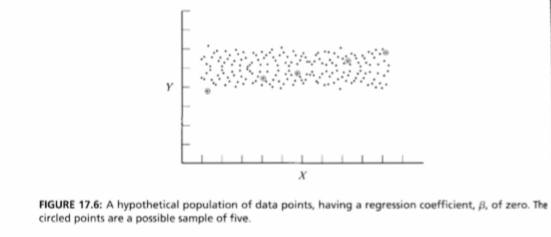 Y
X
FIGURE 17.6: A hypothetical population of data points, having a regression coefficient, β, of zero. The
circled points are a possible sample of five.